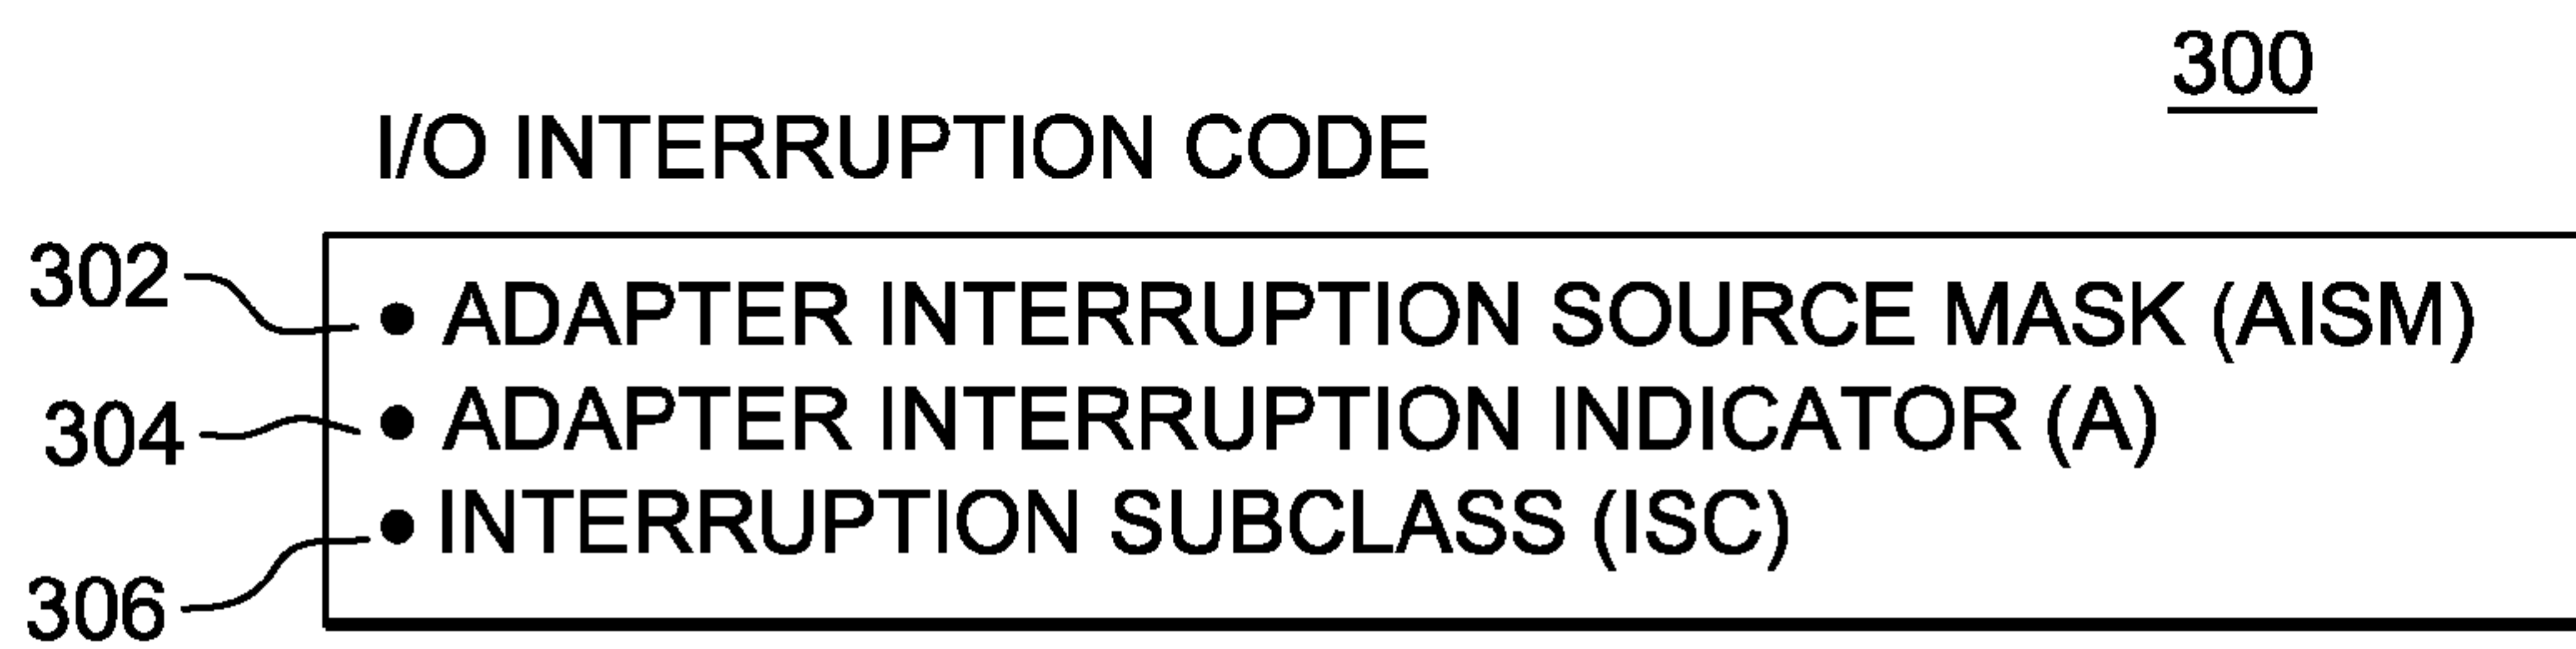 300
I/O INTERRUPTION CODE
302 • ADAPTER INTERRUPTION SOURCE MASK (AISM)
304 • ADAPTER INTERRUPTION INDICATOR (A)
306 • INTERRUPTION SUBCLASS (ISC)